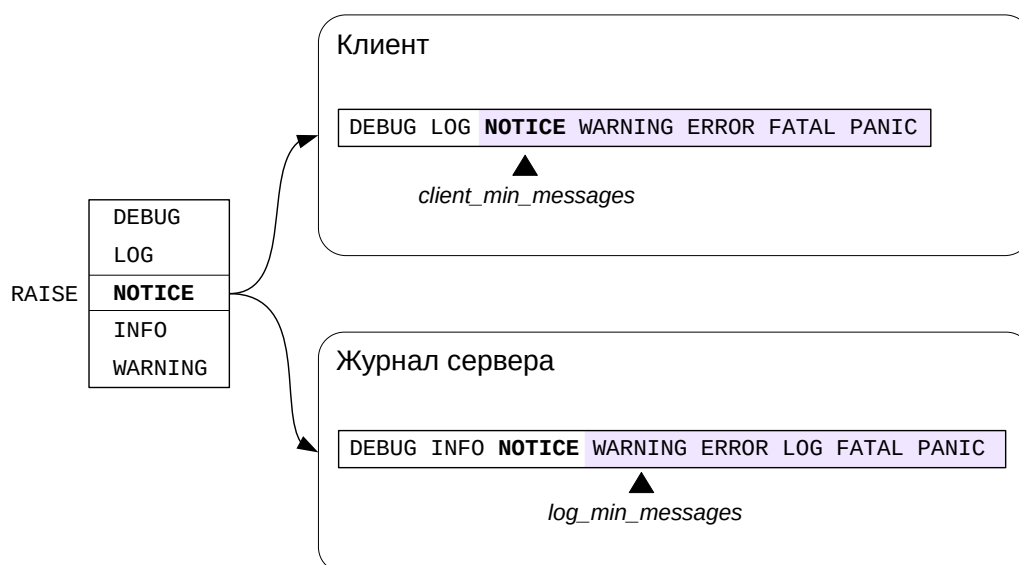 Клиент
DEBUG LOG NOTICE WARNING ERROR FATAL PANIC
client_min_messages
DEBUG
LOG
RAISE NOTICE
INFO
WARNING
Журнал сервера
DEBUG INFO NOTICE WARNING ERROR LOG FATAL PANIC
log_min_messages